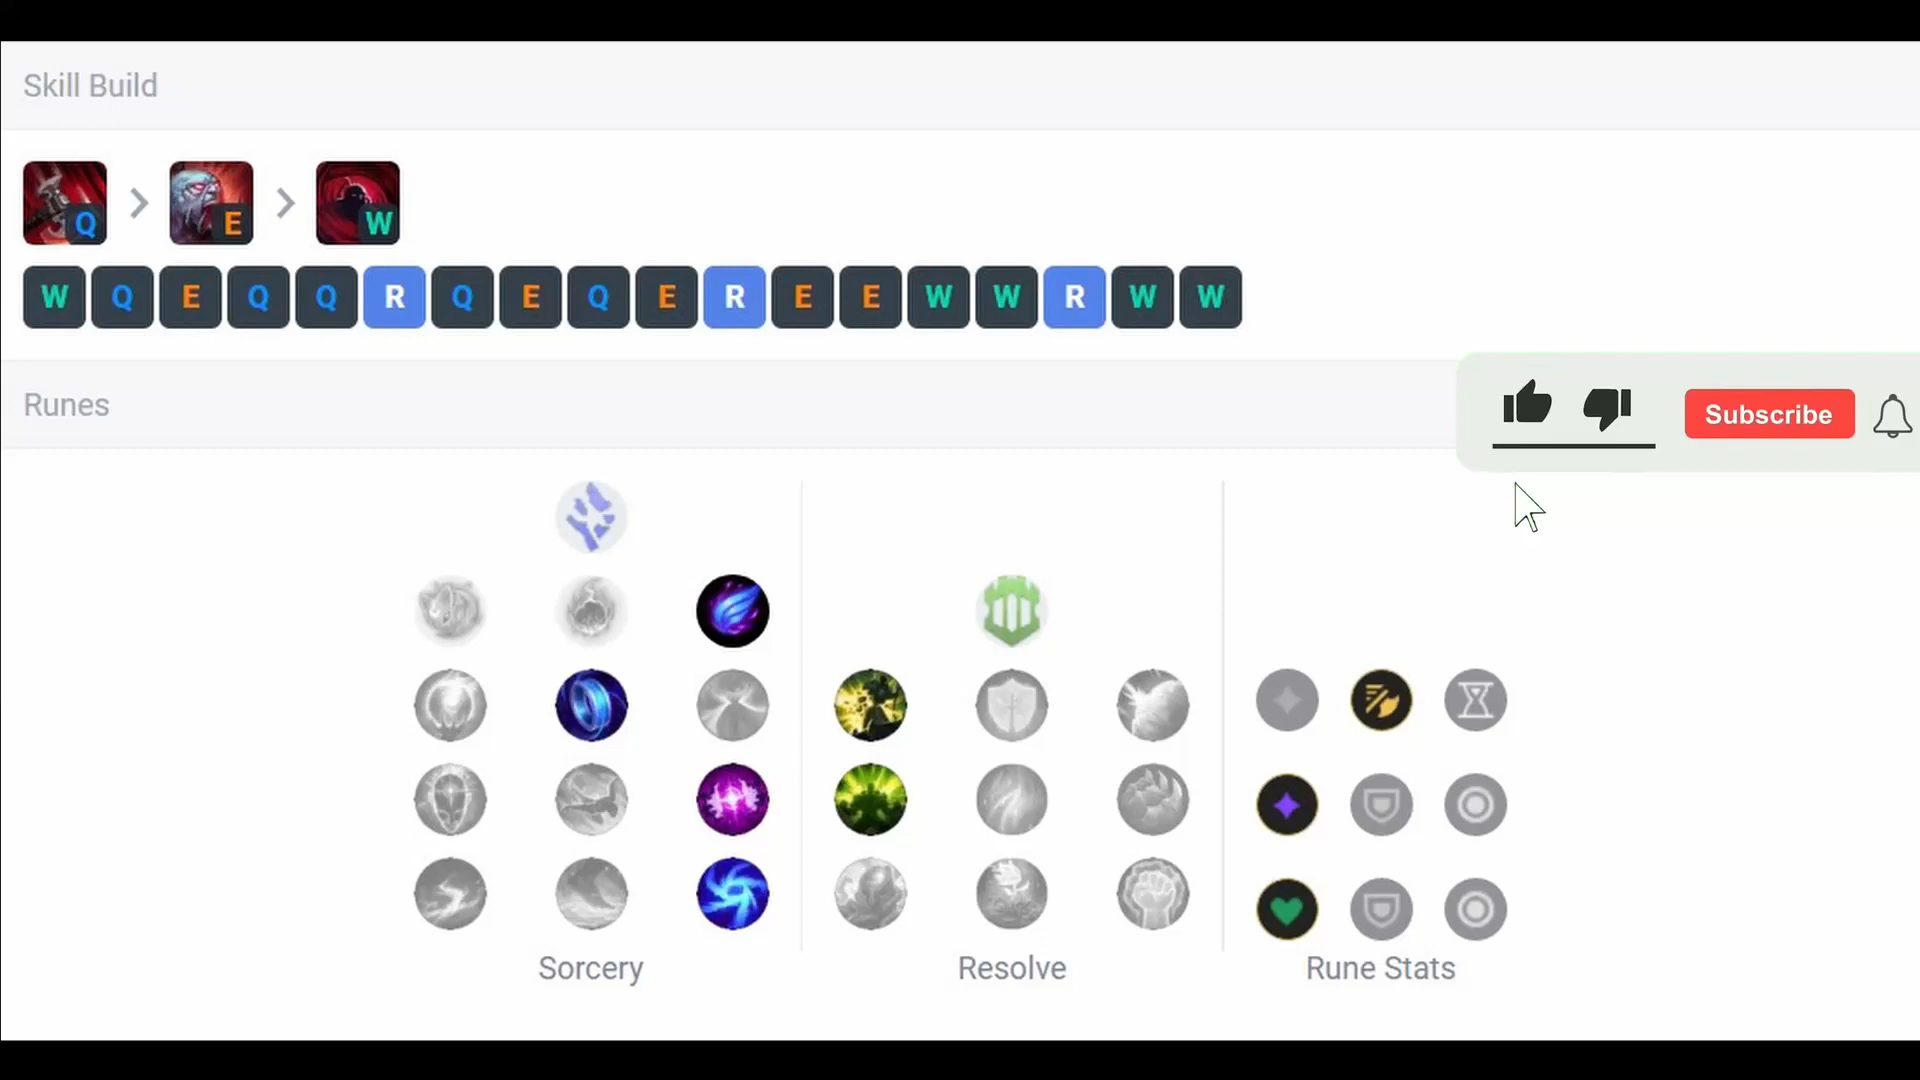 Skill Build
Q E W
W Q E Q Q R Q E Q E R E E W W R W W
Runes
Subscribe
Sorcery Resolve Rune Stats